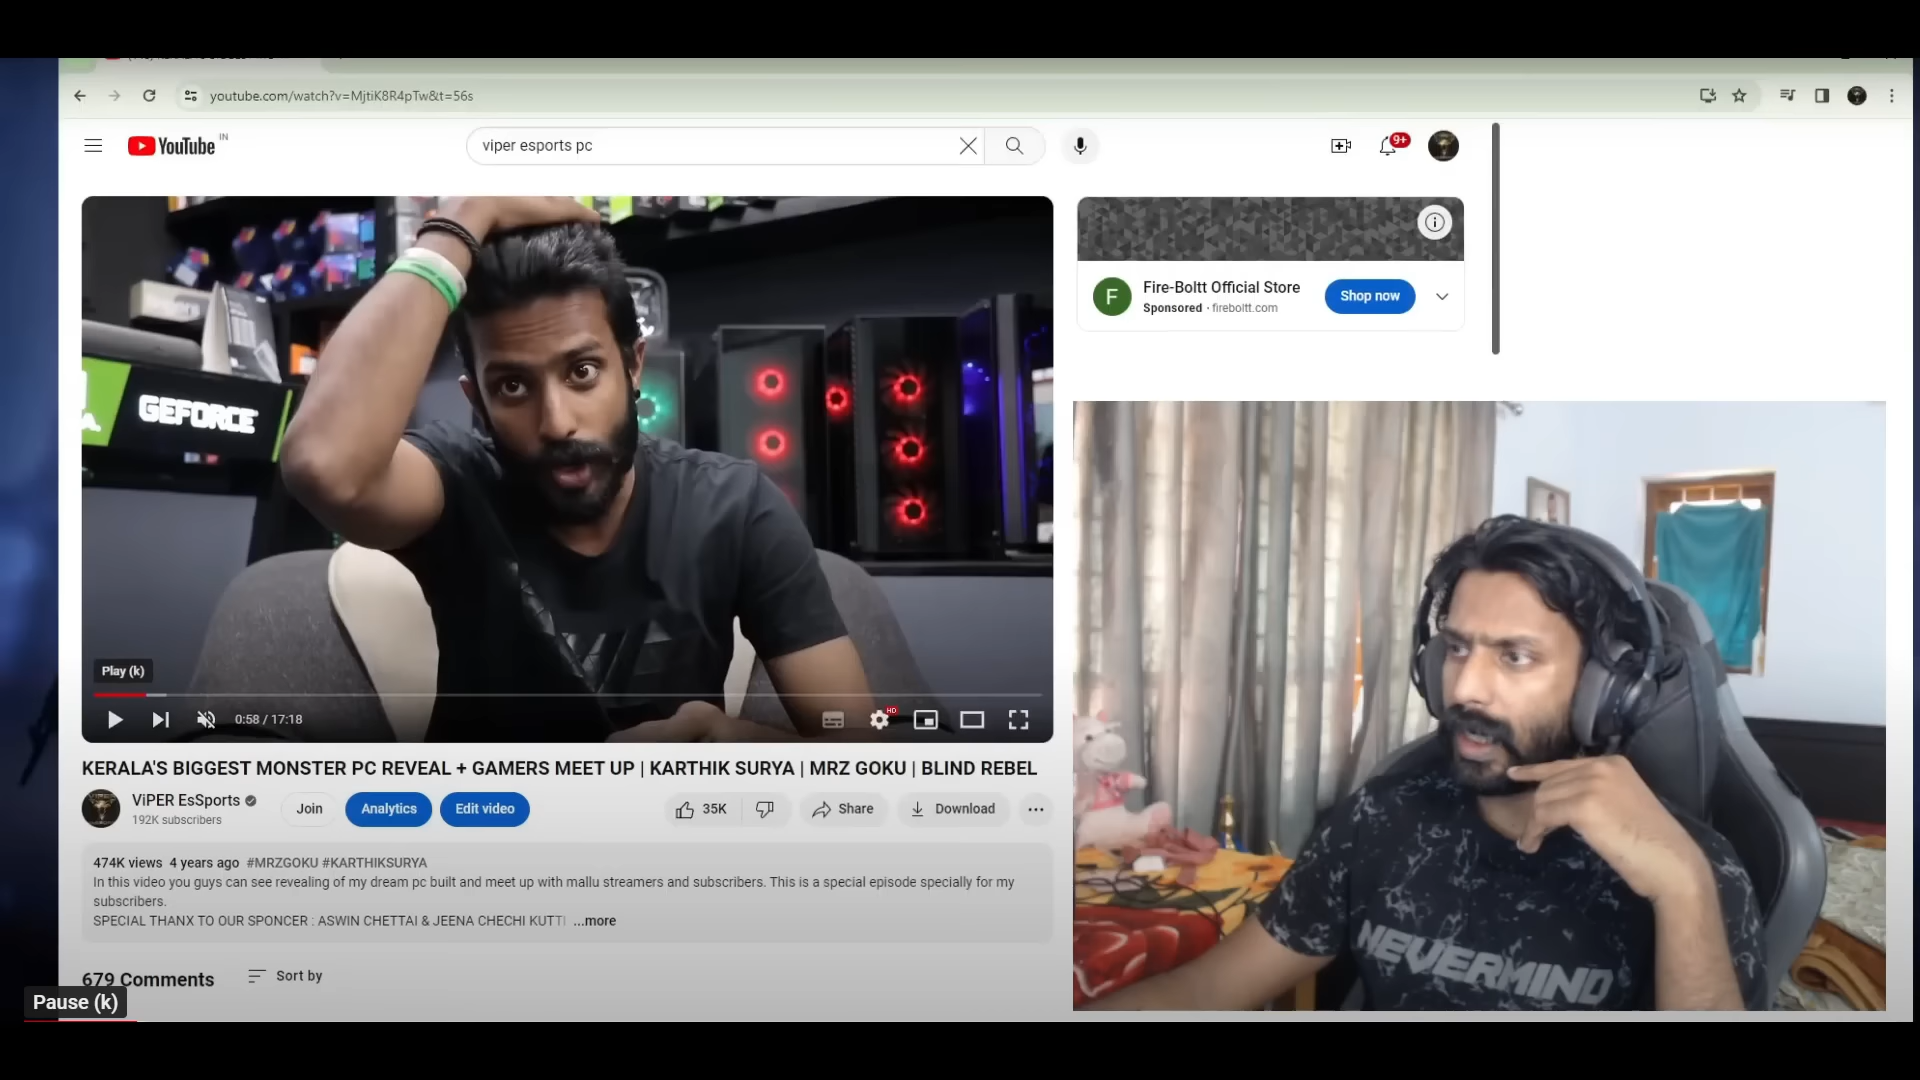 youtube.com/watch?v=MjtiK8R4pTw&t=56s
YouTube IN
viper esports pc
9+
GEFORCE
Fire-Boltt Official Store
Sponsored · fireboltt.com
Shop now
F
Play (k)
0:58 / 17:18
HD
KERALA'S BIGGEST MONSTER PC REVEAL + GAMERS MEET UP | KARTHIK SURYA | MRZ GOKU | BLIND REBEL
ViPER EsSports
192K subscribers
Join
Analytics
Edit video
35K
Share
Download
474K views 4 years ago #MRZGOKU #KARTHIKSURYA
In this video you guys can see revealing of my dream pc built and meet up with mallu streamers and subscribers. This is a special episode specially for my
subscribers.
SPECIAL THANX TO OUR SPONCER : ASWIN CHETTAI & JEENA CHECHI KUTTI ...more
679 Comments
Sort by
Pause (k)
NEVERMIND